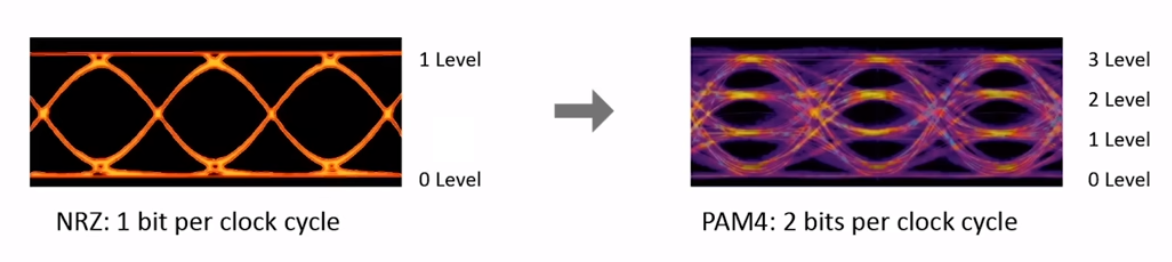 1 Level
0 Level
NRZ: 1 bit per clock cycle
3 Level
2 Level
1 Level
0 Level
PAM4: 2 bits per clock cycle